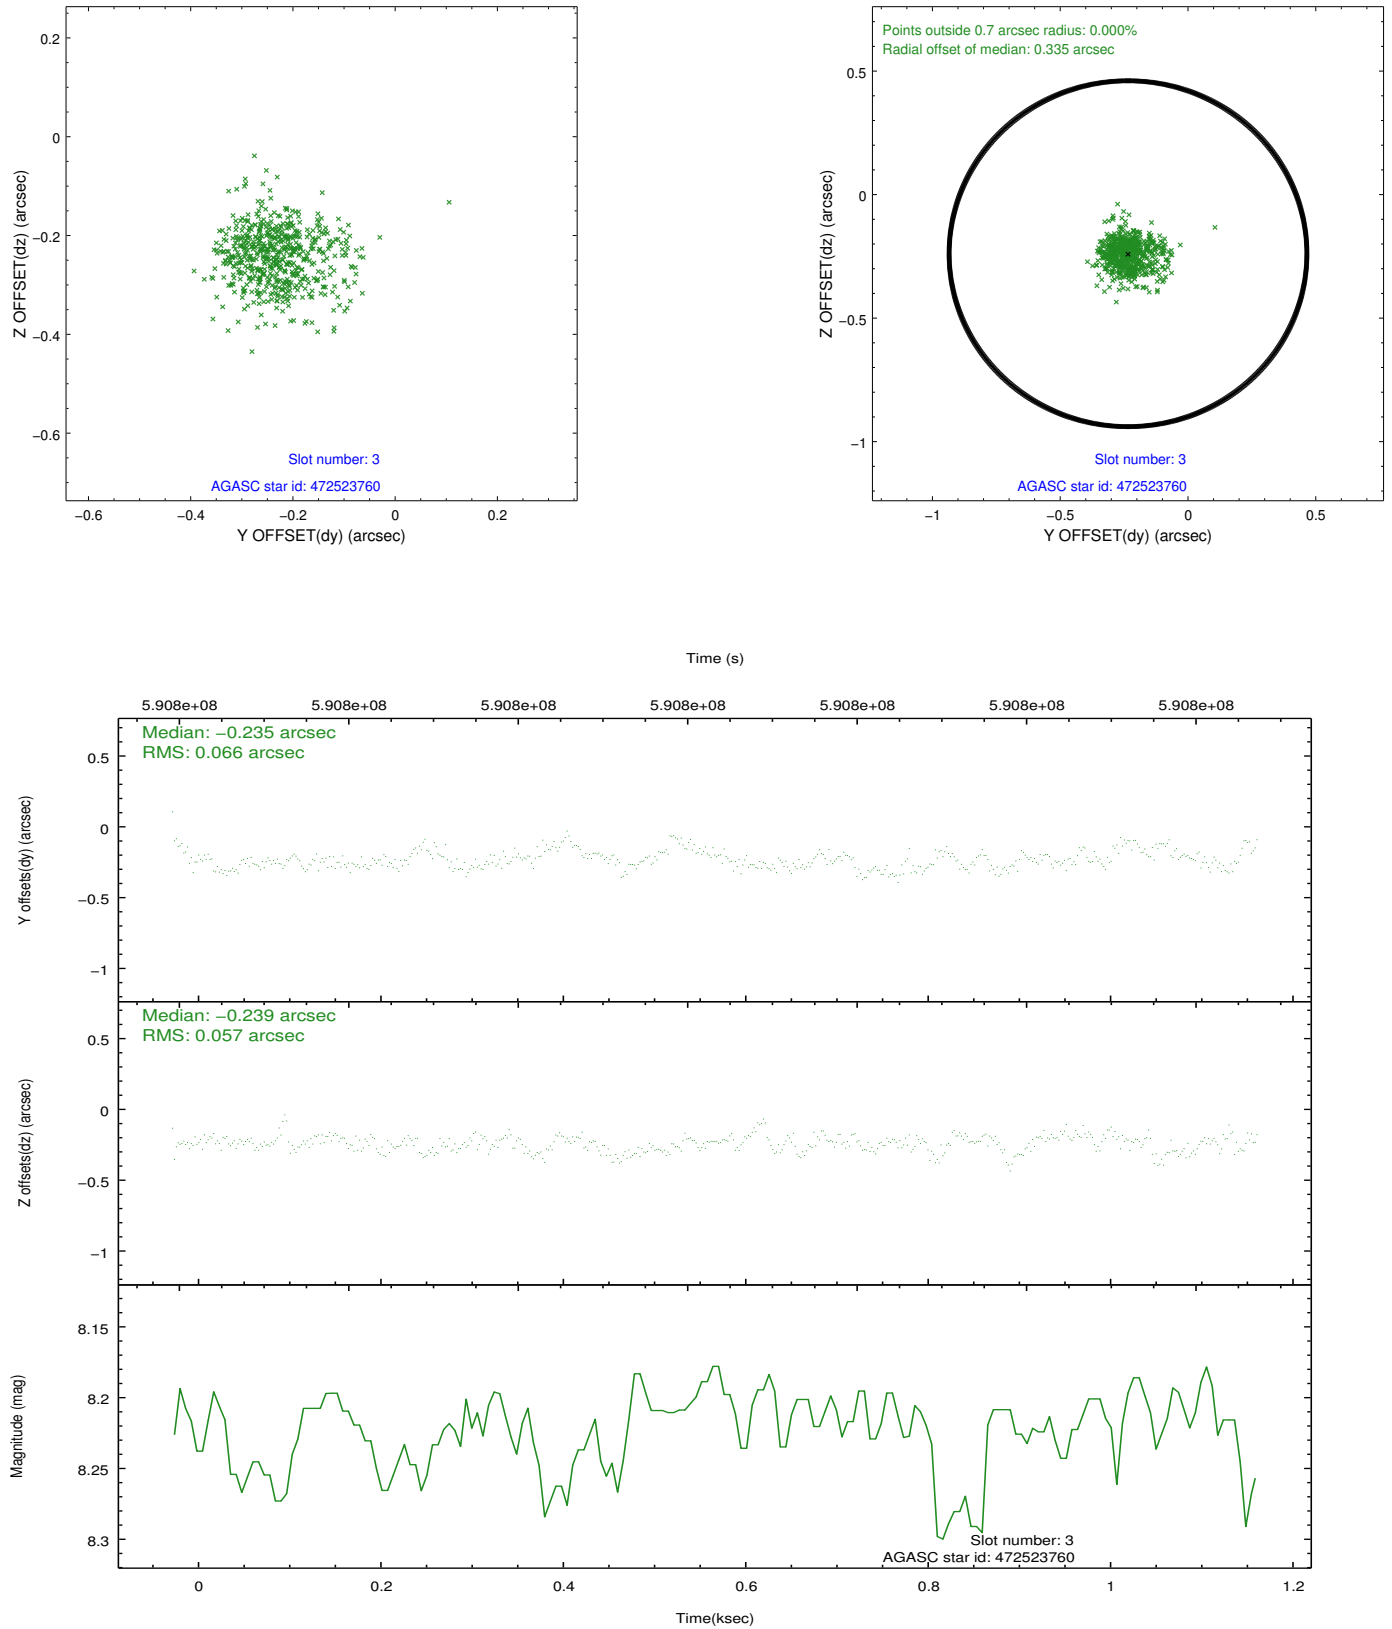 0.2
0
−0.2
−0.4
−0.6
Z OFFSET(dz) (arcsec)
Slot number: 3
AGASC star id: 472523760
−0.6
−0.4
−0.2
0
0.2
Y OFFSET(dy) (arcsec)
Points outside 0.7 arcsec radius: 0.000%
Radial offset of median: 0.335 arcsec
0.5
0
−0.5
−1
Z OFFSET(dz) (arcsec)
Slot number: 3
AGASC star id: 472523760
−1
−0.5
0
0.5
Y OFFSET(dy) (arcsec)
Time (s)
5.908e+08
5.908e+08
5.908e+08
5.908e+08
5.908e+08
5.908e+08
5.908e+08
Median: −0.235 arcsec
RMS: 0.066 arcsec
0.5
0
−0.5
−1
Y offsets(dy) (arcsec)
Median: −0.239 arcsec
RMS: 0.057 arcsec
0.5
0
−0.5
−1
Z offsets(dz) (arcsec)
8.15
8.2
8.25
8.3
Magnitude (mag)
Slot number: 3
AGASC star id: 472523760
0
0.2
0.4
0.6
0.8
1
1.2
Time(ksec)